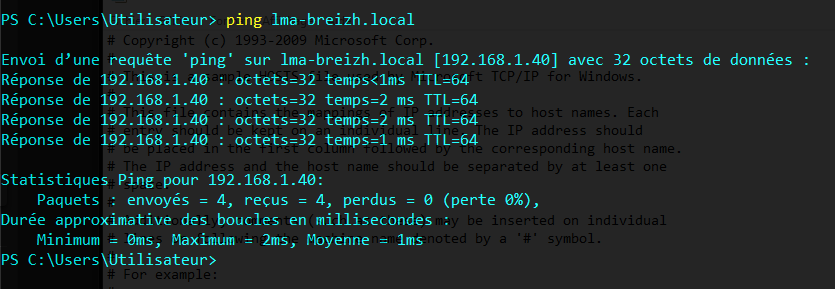 PS C:\Users\Utilisateur> ping lma-breizh.local
# Copyright (c) 1993-2009 Microsoft Corp.
Envoi d’une requête 'ping' sur lma-breizh.local [192.168.1.40] avec 32 octets de données :
Réponse de 192.168.1.40 : octets=32 temps<1ms TTL=64
TCP/IP for Windows.
Réponse de 192.168.1.40 : octets=32 temps=2 ms TTL=64
to host names. Each
Réponse de 192.168.1.40 : octets=32 temps=2 ms TTL=64
The IP address should
Réponse de 192.168.1.40 : octets=32 temps=1 ms TTL=64
followed by the corresponding host name.
# The IP address and the host name should be separated by at least one
Statistiques Ping pour 192.168.1.40:
Paquets : envoyés = 4, reçus = 4, perdus = 0 (perte 0%),
Durée approximative des boucles en millisecondes :
may be inserted on individual
Minimum = 0ms, Maximum = 2ms, Moyenne = 1ms
denoted by a '#' symbol.
PS C:\Users\Utilisateur>
# For example: